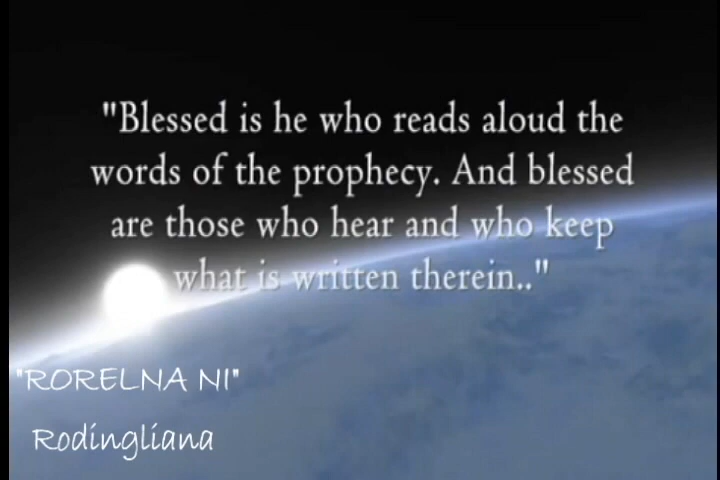 "Blessed is he who reads aloud the
words of the prophecy. And blessed
are those who hear and who keep
what is written therein.."
"RORELNA NI"
Rodingliana